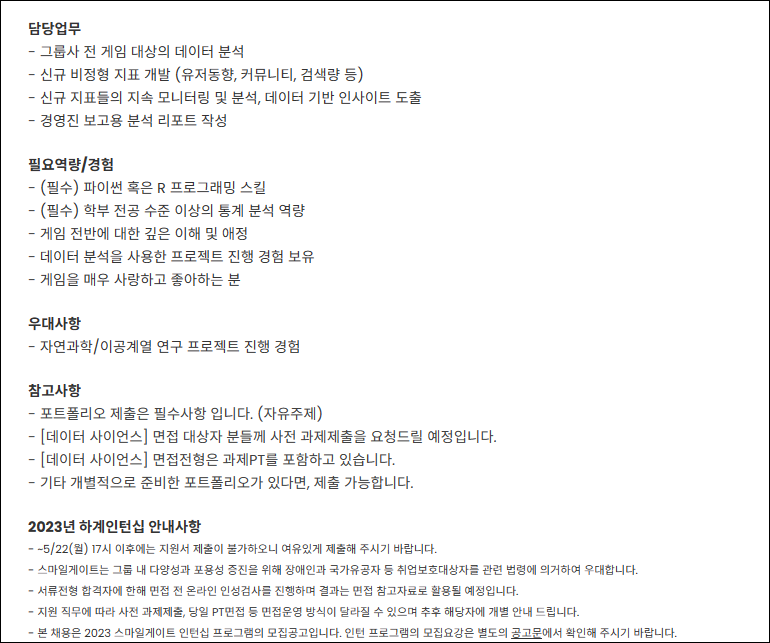 담당업무
- 그룹사 전 게임 대상의 데이터 분석
- 신규 비정형 지표 개발 (유저동향, 커뮤니티, 검색량 등)
- 신규 지표들의 지속 모니터링 및 분석, 데이터 기반 인사이트 도출
- 경영진 보고용 분석 리포트 작성
필요역량/경험
- (필수) 파이썬 혹은 R 프로그래밍 스킬
- (필수) 학부 전공 수준 이상의 통계 분석 역량
- 게임 전반에 대한 깊은 이해 및 애정
- 데이터 분석을 사용한 프로젝트 진행 경험 보유
- 게임을 매우 사랑하고 좋아하는 분
우대사항
- 자연과학/이공계열 연구 프로젝트 진행 경험
참고사항
- 포트폴리오 제출은 필수사항 입니다. (자유주제)
- [데이터 사이언스] 면접 대상자 분들께 사전 과제제출을 요청드릴 예정입니다.
- [데이터 사이언스] 면접전형은 과제PT를 포함하고 있습니다.
- 기타 개별적으로 준비한 포트폴리오가 있다면, 제출 가능합니다.
2023년 하계인턴십 안내사항
- ~5/22(월) 17시 이후에는 지원서 제출이 불가하오니 여유있게 제출해 주시기 바랍니다.
- 스마일게이트는 그룹 내 다양성과 포용성 증진을 위해 장애인과 국가유공자 등 취업보호대상자를 관련 법령에 의거하여 우대합니다.
- 서류전형 합격자에 한해 면접 전 온라인 인성검사를 진행하며 결과는 면접 참고자료로 활용될 예정입니다.
- 지원 직무에 따라 사전 과제제출, 당일 PT면접 등 면접운영 방식이 달라질 수 있으며 추후 해당자에 개별 안내 드립니다.
- 본 채용은 2023 스마일게이트 인턴십 프로그램의 모집공고입니다. 인턴 프로그램의 모집요강은 별도의 공고문에서 확인해 주시기 바랍니다.